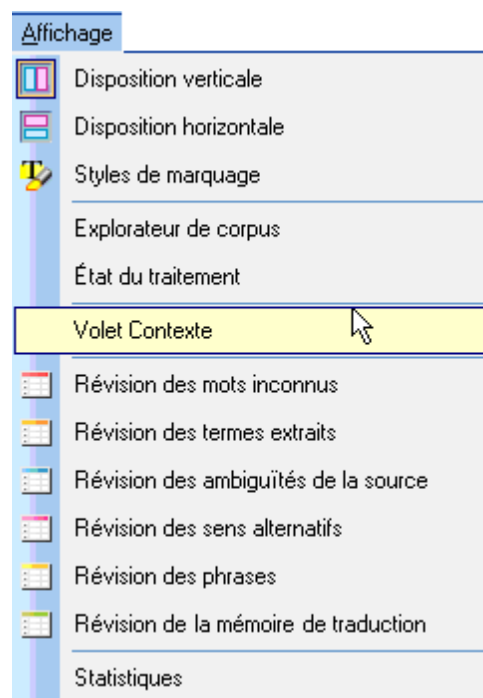 Affichage
Disposition verticale
Disposition horizontale
Styles de marquage
Explorateur de corpus
État du traitement
Volet Contexte
Révision des mots inconnus
Révision des termes extraits
Révision des ambiguïtés de la source
Révision des sens alternatifs
Révision des phrases
Révision de la mémoire de traduction
Statistiques